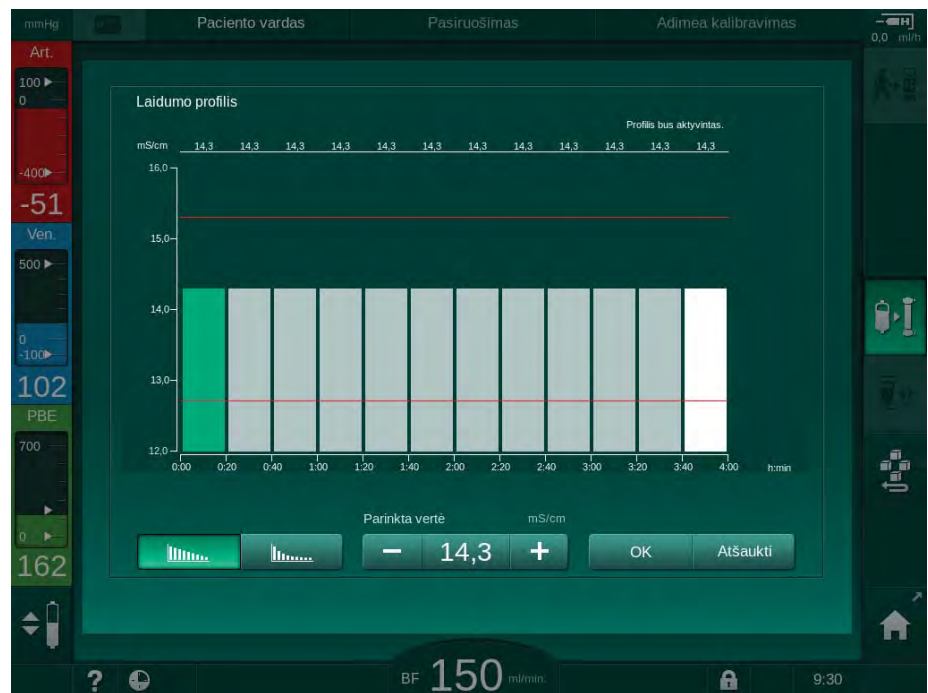 mmHg Paciento vardas Pasiruošimas Adimea kalibravimas H
0,0 ml/h
Art.
100
0
-400
-51
Ven.
500
0
-100
102
PBE
700
0
162
Laidumo profilis
Profilis bus aktyvintas.
mS/cm 14,3 14,3 14,3 14,3 14,3 14,3 14,3 14,3 14,3 14,3 14,3 14,3
16,0
15,0
14,0
13,0
12,0
0:00 0:20 0:40 1:00 1:20 1:40 2:00 2:20 2:40 3:00 3:20 3:40 4:00 h:min
Parinkta vertė mS/cm
− 14,3 + OK Atšaukti
? BF 150 ml/min. 9:30